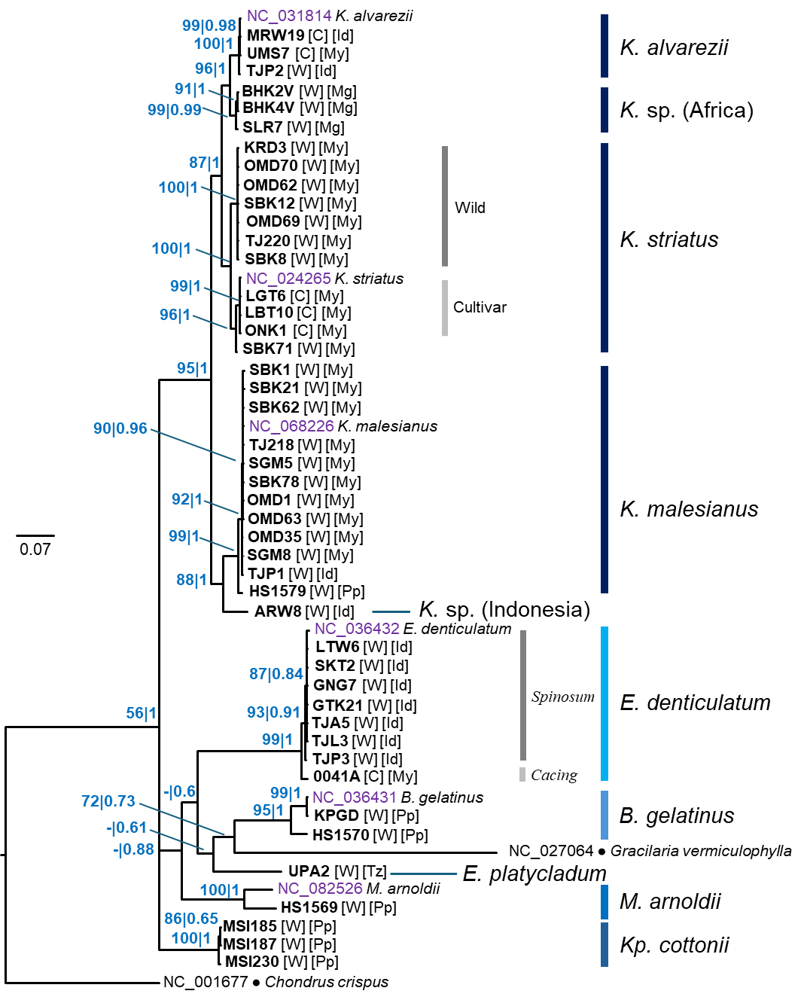 NC_031814 K. alvarezii
99|0.98
MRW19 [C] [Id]
100|1
K. alvarezii
UMS7 [C] [My]
96|1
TJP2 [W] [Id]
91|1
BHK2V [W] [Mg]
99|0.99
BHK4V [W] [Mg]
K. sp. (Africa)
SLR7 [W] [Mg]
KRD3 [W] [My]
87|1
OMD70 [W] [My]
100|1
OMD62 [W] [My]
SBK12 [W] [My]
Wild
OMD69 [W] [My]
TJ220 [W] [My]
K. striatus
100|1
SBK8 [W] [My]
NC_024265 K. striatus
99|1
LGT6 [C] [My]
Cultivar
96|1
LBT10 [C] [My]
ONK1 [C] [My]
SBK71 [W] [My]
95|1
SBK1 [W] [My]
SBK21 [W] [My]
SBK62 [W] [My]
90|0.96
NC_068226 K. malesianus
TJ218 [W] [My]
SGM5 [W] [My]
SBK78 [W] [My]
92|1
OMD1 [W] [My]
K. malesianus
OMD63 [W] [My]
99|1
OMD35 [W] [My]
0.07
SGM8 [W] [My]
TJP1 [W] [Id]
88|1
HS1579 [W] [Pp]
ARW8 [W] [Id]
K. sp. (Indonesia)
NC_036432 E. denticulatum
LTW6 [W] [Id]
SKT2 [W] [Id]
87|0.84
GNG7 [W] [Id]
Spinosum
E. denticulatum
GTK21 [W] [Id]
56|1
93|0.91
TJA5 [W] [Id]
99|1
TJL3 [W] [Id]
TJP3 [W] [Id]
0041A [C] [My]
Cacing
-|0.6
99|1
NC_036431 B. gelatinus
72|0.73
95|1
KPGD [W] [Pp]
B. gelatinus
-|0.61
HS1570 [W] [Pp]
-|0.88
NC_027064 ● Gracilaria vermiculophylla
UPA2 [W] [Tz]
E. platycladum
100|1
NC_082526 M. arnoldii
HS1569 [W] [Pp]
M. arnoldii
86|0.65
MSI185 [W] [Pp]
100|1
MSI187 [W] [Pp]
Kp. cottonii
MSI230 [W] [Pp]
NC_001677 ● Chondrus crispus